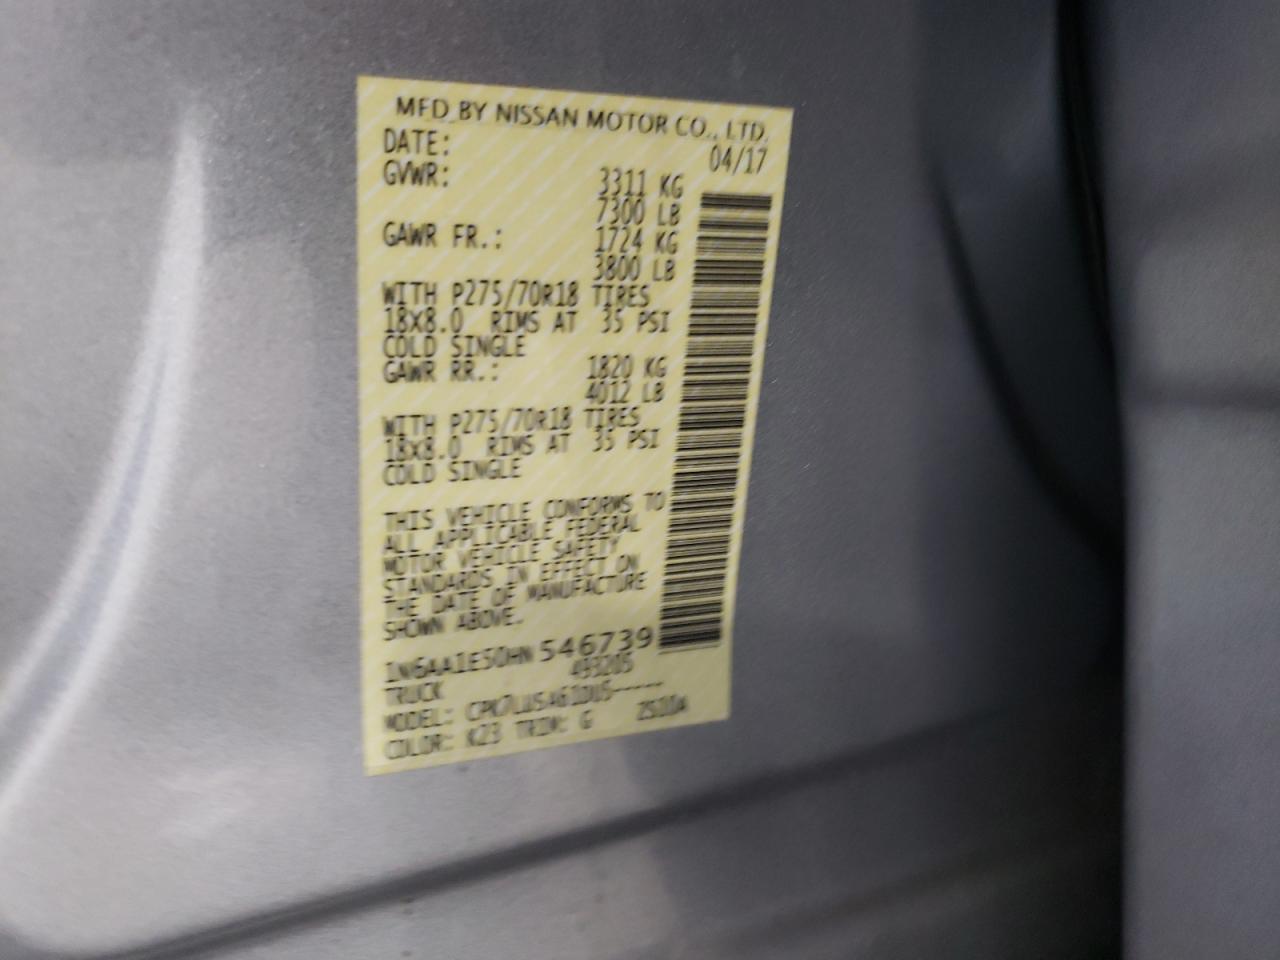 MFD BY NISSAN MOTOR CO., LTD.
DATE: 04/17
GVWR: 3311 KG
7300 LB
GAWR FR.: 1724 KG
3800 LB
WITH P275/70R18 TIRES
18X8.0 RIMS AT 35 PSI
COLD SINGLE
GAWR RR.: 1820 KG
4012 LB
WITH P275/70R18 TIRES
18X8.0 RIMS AT 35 PSI
COLD SINGLE
THIS VEHICLE CONFORMS TO
ALL APPLICABLE FEDERAL
MOTOR VEHICLE SAFETY
STANDARDS IN EFFECT ON
THE DATE OF MANUFACTURE
SHOWN ABOVE.
1N6AA1E50HN546739
493205
TRUCK
MODEL:
COLOR: K23 TRIM: G